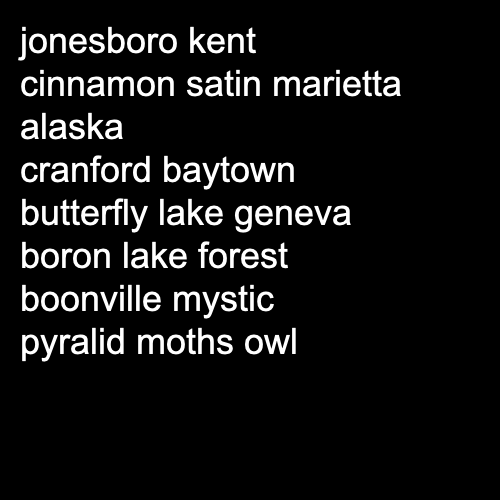 jonesboro kent
cinnamon satin marietta
alaska
cranford baytown
butterfly lake geneva
boron lake forest
boonville mystic
pyralid moths owl